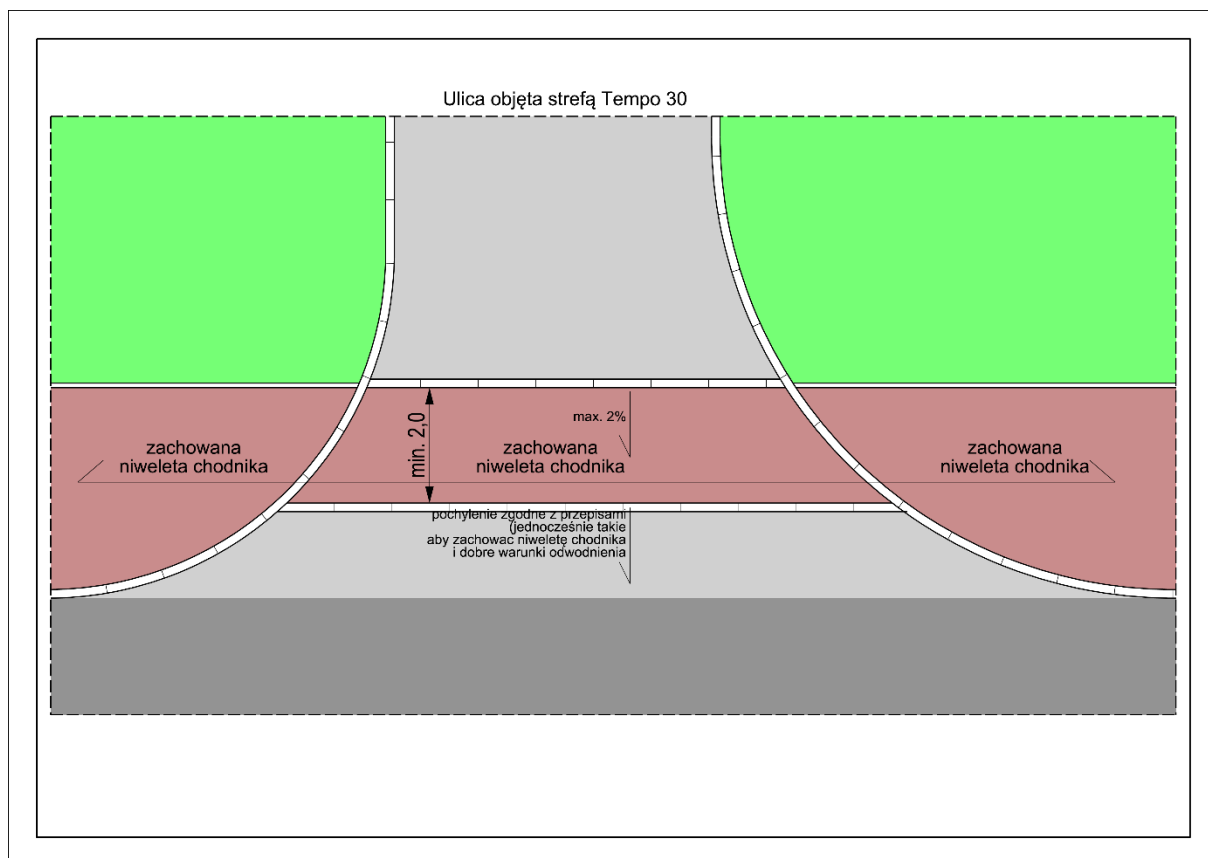 Ulica objęta strefą Tempo 30
zachowana
niweleta chodnika
min. 2,0
max. 2%
zachowana
niweleta chodnika
zachowana
niweleta chodnika
pochylenie zgodne z przepisami
(jednocześnie takie
aby zachowac niweletę chodnika
i dobre warunki odwodnienia